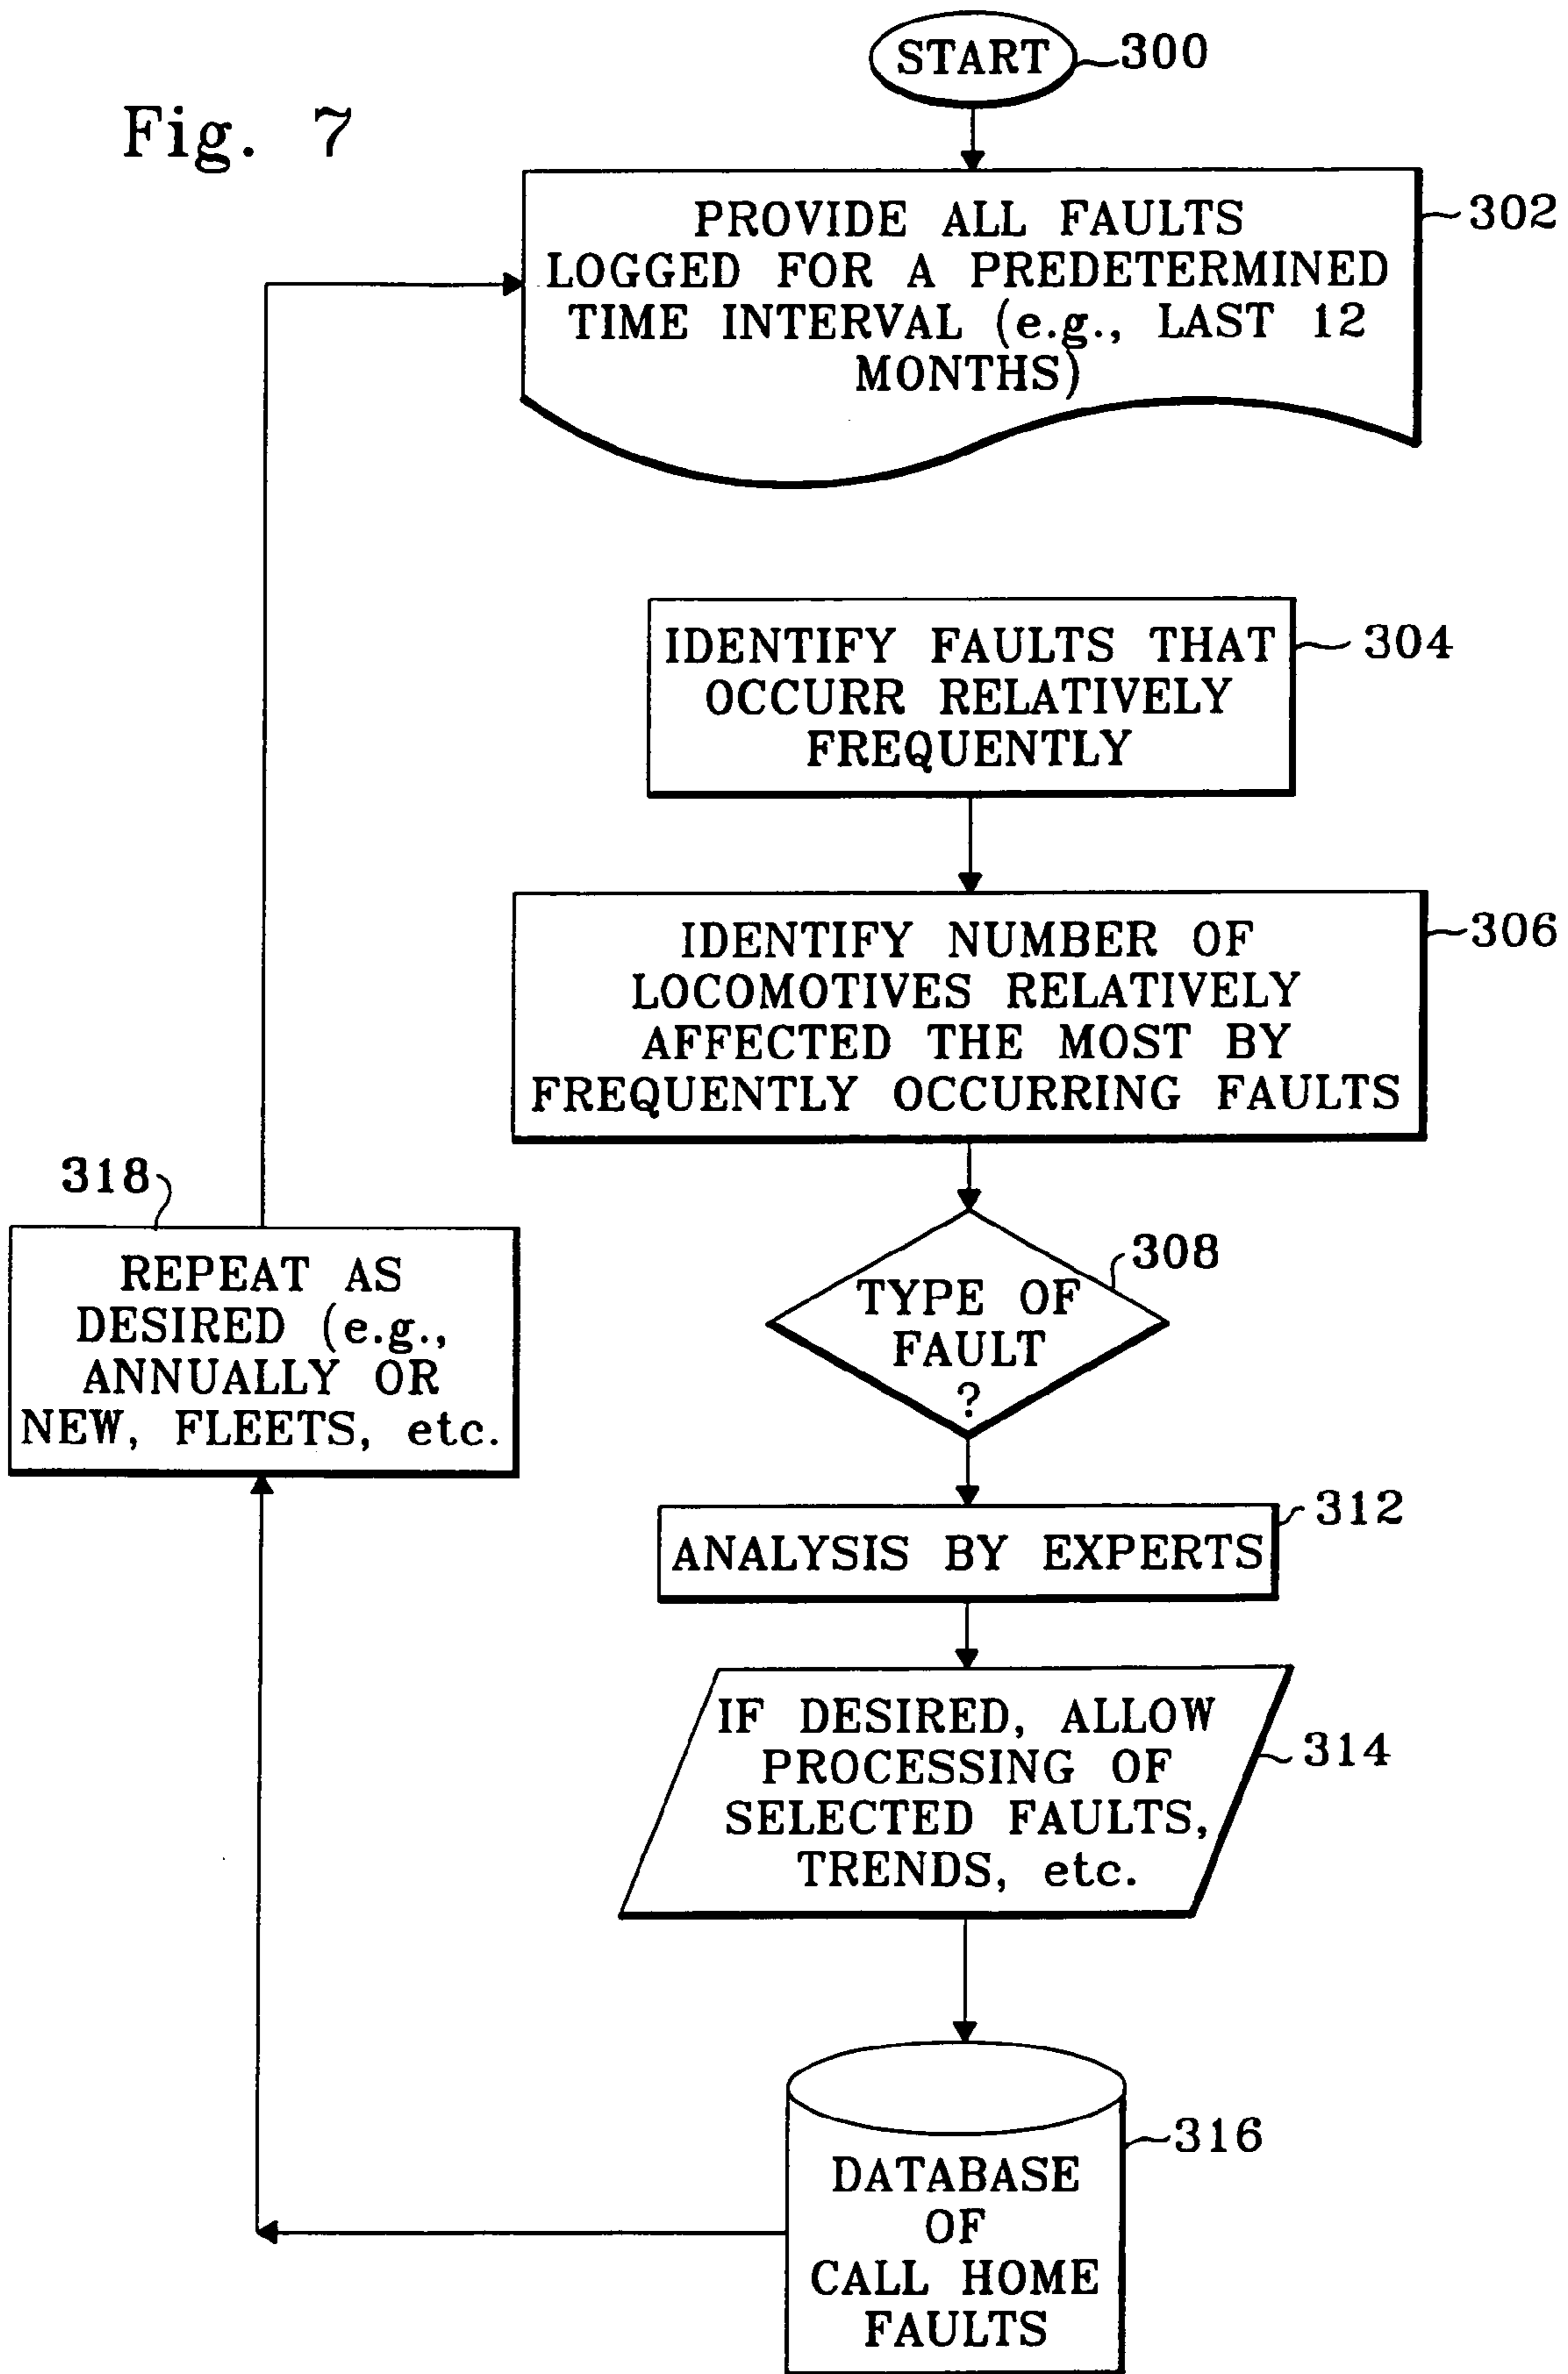 Fig. 7
START
300
PROVIDE ALL FAULTS
LOGGED FOR A PREDETERMINED
TIME INTERVAL (e.g., LAST 12
MONTHS)
302
IDENTIFY FAULTS THAT
OCCURR RELATIVELY
FREQUENTLY
304
IDENTIFY NUMBER OF
LOCOMOTIVES RELATIVELY
AFFECTED THE MOST BY
FREQUENTLY OCCURRING FAULTS
306
TYPE OF
FAULT
?
308
ANALYSIS BY EXPERTS
312
IF DESIRED, ALLOW
PROCESSING OF
SELECTED FAULTS,
TRENDS, etc.
314
DATABASE
OF
CALL HOME
FAULTS
316
318
REPEAT AS
DESIRED (e.g.,
ANNUALLY OR
NEW, FLEETS, etc.